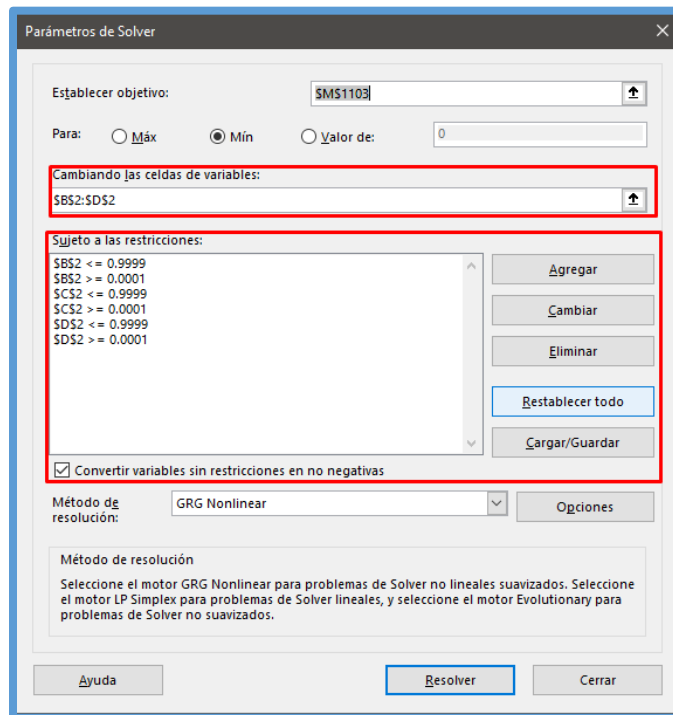 Parámetros de Solver
Establecer objetivo:
$M$1103
Para:
Máx
Mín
Valor de:
0
Cambiando las celdas de variables:
$B$2:$D$2
Sujeto a las restricciones:
$B$2 <= 0.9999
$B$2 >= 0.0001
$C$2 <= 0.9999
$C$2 >= 0.0001
$D$2 <= 0.9999
$D$2 >= 0.0001
Agregar
Cambiar
Eliminar
Restablecer todo
Cargar/Guardar
Convertir variables sin restricciones en no negativas
Método de
resolución:
GRG Nonlinear
Opciones
Método de resolución
Seleccione el motor GRG Nonlinear para problemas de Solver no lineales suavizados. Seleccione
el motor LP Simplex para problemas de Solver lineales, y seleccione el motor Evolutionary para
problemas de Solver no suavizados.
Ayuda
Resolver
Cerrar